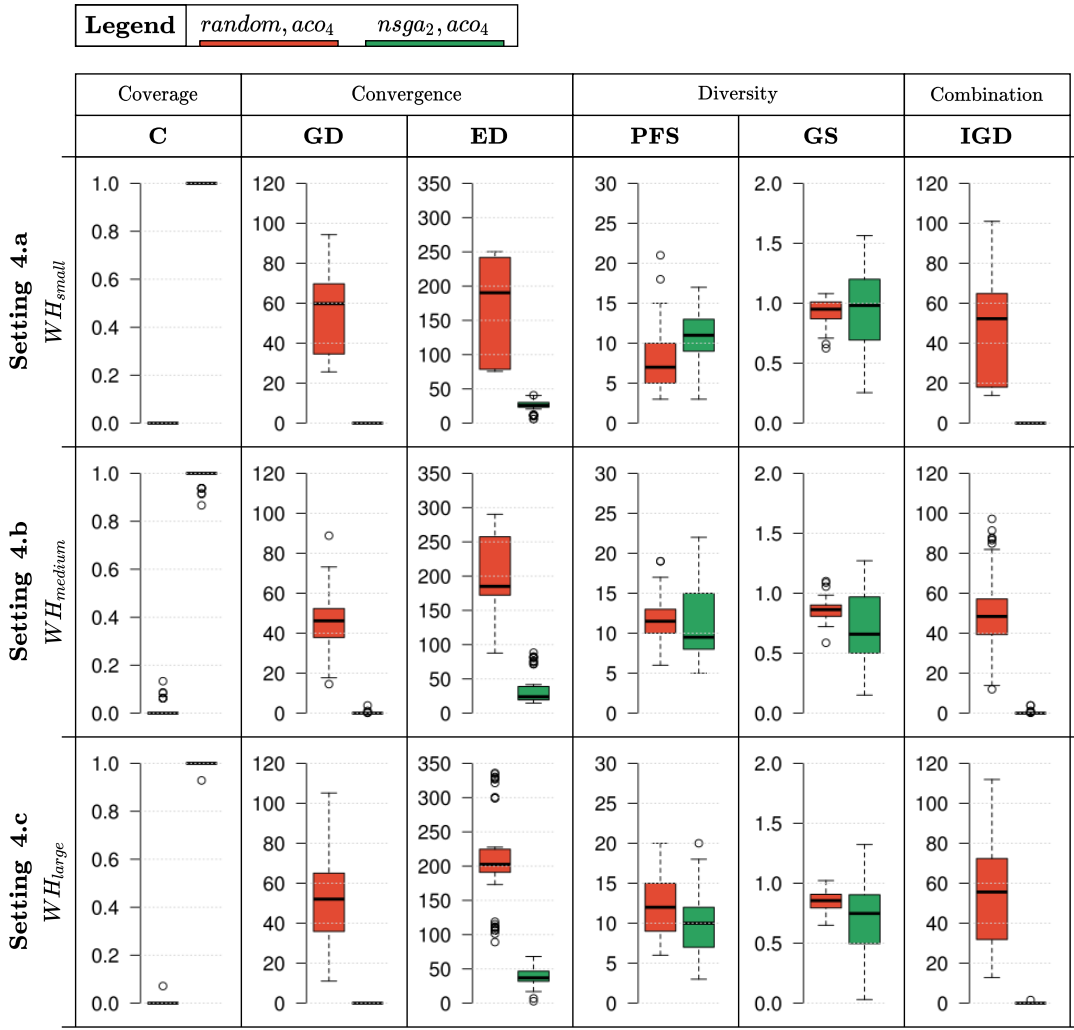 Legend random, aco4 nsga2, aco4
Coverage Convergence Diversity Combination
C GD ED PFS GS IGD
Setting 4.a
WHsmall
1.0 0.8 0.6 0.4 0.2 0.0
120 100 80 60 40 20 0
350 300 250 200 150 100 50 0
30 25 20 15 10 5 0
2.0 1.5 1.0 0.5 0.0
120 100 80 60 40 20 0
Setting 4.b
WHmedium
1.0 0.8 0.6 0.4 0.2 0.0
120 100 80 60 40 20 0
350 300 250 200 150 100 50 0
30 25 20 15 10 5 0
2.0 1.5 1.0 0.5 0.0
120 100 80 60 40 20 0
Setting 4.c
WHlarge
1.0 0.8 0.6 0.4 0.2 0.0
120 100 80 60 40 20 0
350 300 250 200 150 100 50 0
30 25 20 15 10 5 0
2.0 1.5 1.0 0.5 0.0
120 100 80 60 40 20 0